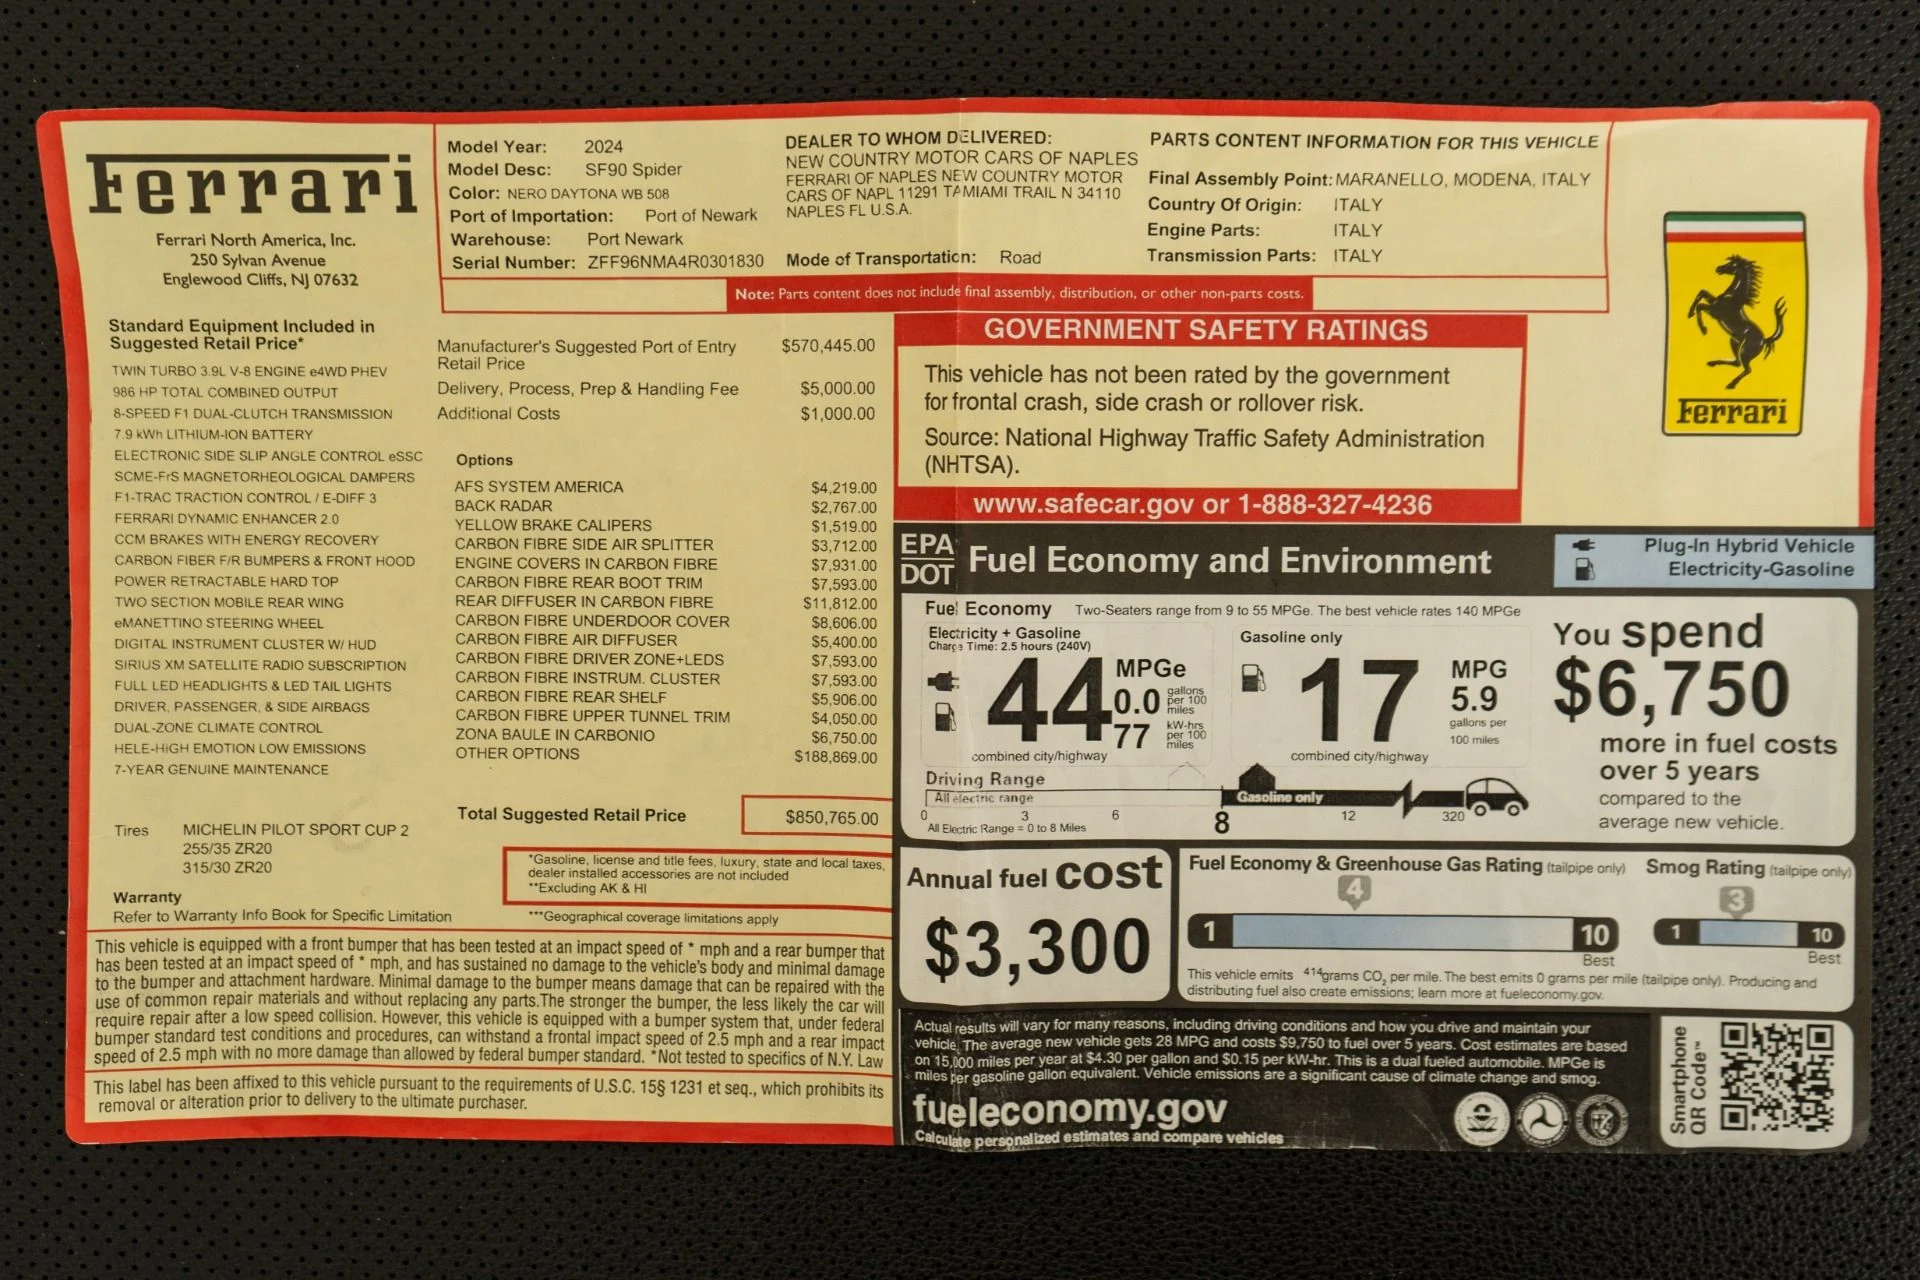 Ferrari
Ferrari North America, Inc.
250 Sylvan Avenue
Englewood Cliffs, NJ 07632
Model Year: 2024
Model Desc: SF90 Spider
Color: NERO DAYTONA WB 508
Port of Importation: Port of Newark
Warehouse: Port Newark
Serial Number: ZFF96NMA4R0301830
DEALER TO WHOM DELIVERED:
NEW COUNTRY MOTOR CARS OF NAPLES
FERRARI OF NAPLES NEW COUNTRY MOTOR
CARS OF NAPL 11291 TAMIAMI TRAIL N 34110
NAPLES FL U.S.A.
Mode of Transportation: Road
PARTS CONTENT INFORMATION FOR THIS VEHICLE
Final Assembly Point: MARANELLO, MODENA, ITALY
Country Of Origin: ITALY
Engine Parts: ITALY
Transmission Parts: ITALY
Note: Parts content does not include final assembly, distribution, or other non-parts costs.
Ferrari
Standard Equipment Included in
Suggested Retail Price*
TWIN TURBO 3.9L V-8 ENGINE e4WD PHEV
986 HP TOTAL COMBINED OUTPUT
8-SPEED F1 DUAL-CLUTCH TRANSMISSION
7.9 kWh LITHIUM-ION BATTERY
ELECTRONIC SIDE SLIP ANGLE CONTROL eSSC
SCME-FrS MAGNETORHEOLOGICAL DAMPERS
F1-TRAC TRACTION CONTROL / E-DIFF 3
FERRARI DYNAMIC ENHANCER 2.0
CCM BRAKES WITH ENERGY RECOVERY
CARBON FIBER F/R BUMPERS & FRONT HOOD
POWER RETRACTABLE HARD TOP
TWO SECTION MOBILE REAR WING
eMANETTINO STEERING WHEEL
DIGITAL INSTRUMENT CLUSTER W/ HUD
SIRIUS XM SATELLITE RADIO SUBSCRIPTION
FULL LED HEADLIGHTS & LED TAIL LIGHTS
DRIVER, PASSENGER, & SIDE AIRBAGS
DUAL-ZONE CLIMATE CONTROL
HELE-HiGH EMOTION LOW EMISSIONS
7-YEAR GENUINE MAINTENANCE
Tires MICHELIN PILOT SPORT CUP 2
255/35 ZR20
315/30 ZR20
Warranty
Refer to Warranty Info Book for Specific Limitation
Manufacturer's Suggested Port of Entry $570,445.00
Retail Price
Delivery, Process, Prep & Handling Fee $5,000.00
Additional Costs $1,000.00
Options
AFS SYSTEM AMERICA $4,219.00
BACK RADAR $2,767.00
YELLOW BRAKE CALIPERS $1,519.00
CARBON FIBRE SIDE AIR SPLITTER $3,712.00
ENGINE COVERS IN CARBON FIBRE $7,931.00
CARBON FIBRE REAR BOOT TRIM $7,593.00
REAR DIFFUSER IN CARBON FIBRE $11,812.00
CARBON FIBRE UNDERDOOR COVER $8,606.00
CARBON FIBRE AIR DIFFUSER $5,400.00
CARBON FIBRE DRIVER ZONE+LEDS $7,593.00
CARBON FIBRE INSTRUM. CLUSTER $7,593.00
CARBON FIBRE REAR SHELF $5,906.00
CARBON FIBRE UPPER TUNNEL TRIM $4,050.00
ZONA BAULE IN CARBONIO $6,750.00
OTHER OPTIONS $188,869.00
Total Suggested Retail Price $850,765.00
*Gasoline, license and title fees, luxury, state and local taxes,
dealer installed accessories are not included
**Excluding AK & HI
***Geographical coverage limitations apply
This vehicle is equipped with a front bumper that has been tested at an impact speed of * mph and a rear bumper that
has been tested at an impact speed of * mph, and has sustained no damage to the vehicle's body and minimal damage
to the bumper and attachment hardware. Minimal damage to the bumper means damage that can be repaired with the
use of common repair materials and without replacing any parts.The stronger the bumper, the less likely the car will
require repair after a low speed collision. However, this vehicle is equipped with a bumper system that, under federal
bumper standard test conditions and procedures, can withstand a frontal impact speed of 2.5 mph and a rear impact
speed of 2.5 mph with no more damage than allowed by federal bumper standard. *Not tested to specifics of N.Y. Law
This label has been affixed to this vehicle pursuant to the requirements of U.S.C. 15§ 1231 et seq., which prohibits its
removal or alteration prior to delivery to the ultimate purchaser.
GOVERNMENT SAFETY RATINGS
This vehicle has not been rated by the government
for frontal crash, side crash or rollover risk.
Source: National Highway Traffic Safety Administration
(NHTSA).
www.safecar.gov or 1-888-327-4236
EPA
DOT
Fuel Economy and Environment
Plug-In Hybrid Vehicle
Electricity-Gasoline
Fuel Economy Two-Seaters range from 9 to 55 MPGe. The best vehicle rates 140 MPGe
Electricity + Gasoline
Charge Time: 2.5 hours (240V)
44 MPGe
0.0 gallons per 100 miles
77 kW-hrs per 100 miles
combined city/highway
Gasoline only
17 MPG
5.9
gallons per
100 miles
combined city/highway
Driving Range
All electric range
Gasoline only
0 3 6 8 12 320
All Electric Range = 0 to 8 Miles
You spend
$6,750
more in fuel costs
over 5 years
compared to the
average new vehicle.
Annual fuel cost
$3,300
Fuel Economy & Greenhouse Gas Rating (tailpipe only)
4
1 10
Best
Smog Rating (tailpipe only)
3
1 10
Best
This vehicle emits 414grams CO2 per mile. The best emits 0 grams per mile (tailpipe only). Producing and
distributing fuel also create emissions; learn more at fueleconomy.gov.
Actual results will vary for many reasons, including driving conditions and how you drive and maintain your
vehicle. The average new vehicle gets 28 MPG and costs $9,750 to fuel over 5 years. Cost estimates are based
on 15,000 miles per year at $4.30 per gallon and $0.15 per kW-hr. This is a dual fueled automobile. MPGe is
miles per gasoline gallon equivalent. Vehicle emissions are a significant cause of climate change and smog.
fueleconomy.gov
Calculate personalized estimates and compare vehicles
Smartphone
QR Code™